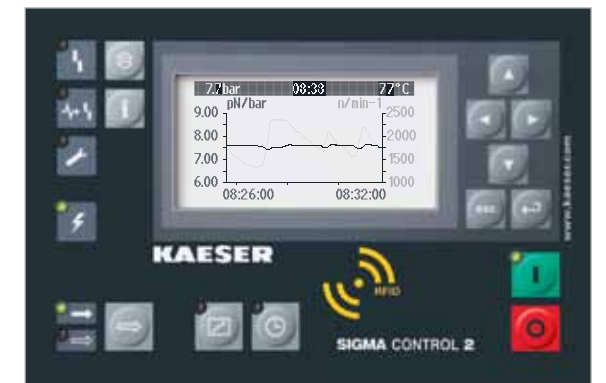 7.7bar 08:38 77°C
pN/bar n/min-1
9.00 2500
8.00 2000
7.00 1500
6.00 1000
08:26:00 08:32:00
esc
www.kaeser.com
KAESER
RFID
I
SIGMA CONTROL 2